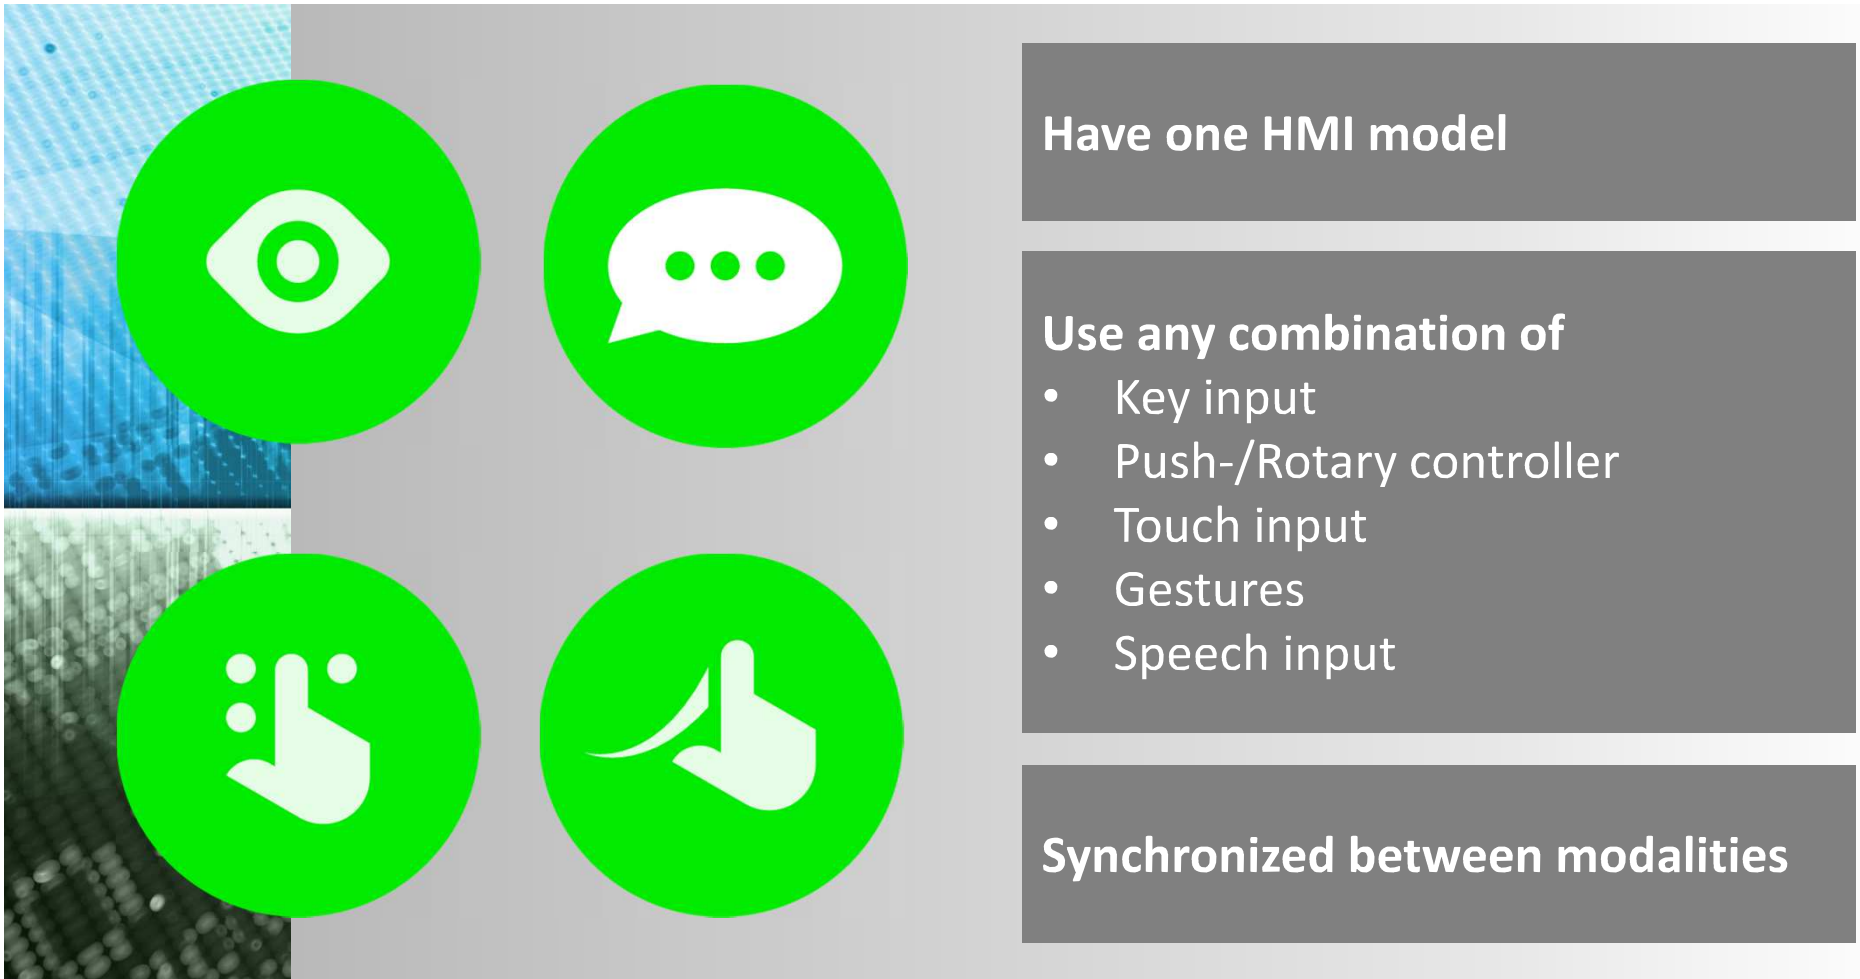 Have one HMI model
Use any combination of
• Key input
• Push-/Rotary controller
• Touch input
• Gestures
• Speech input
Synchronized between modalities